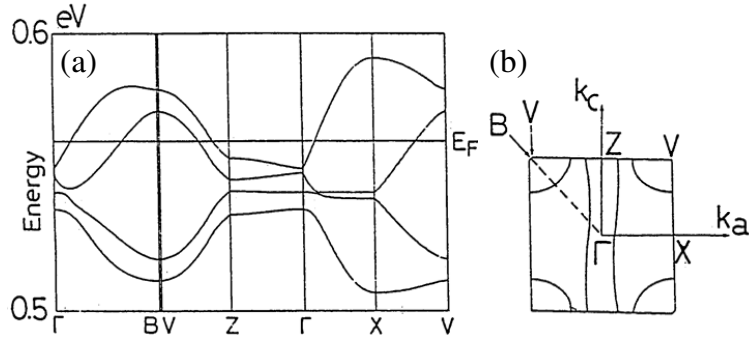 0.6 eV
(a)
Energy
E_F
0.5
Γ B V Z Γ X V
(b)
k_c
V
B
Z V
Γ X k_a